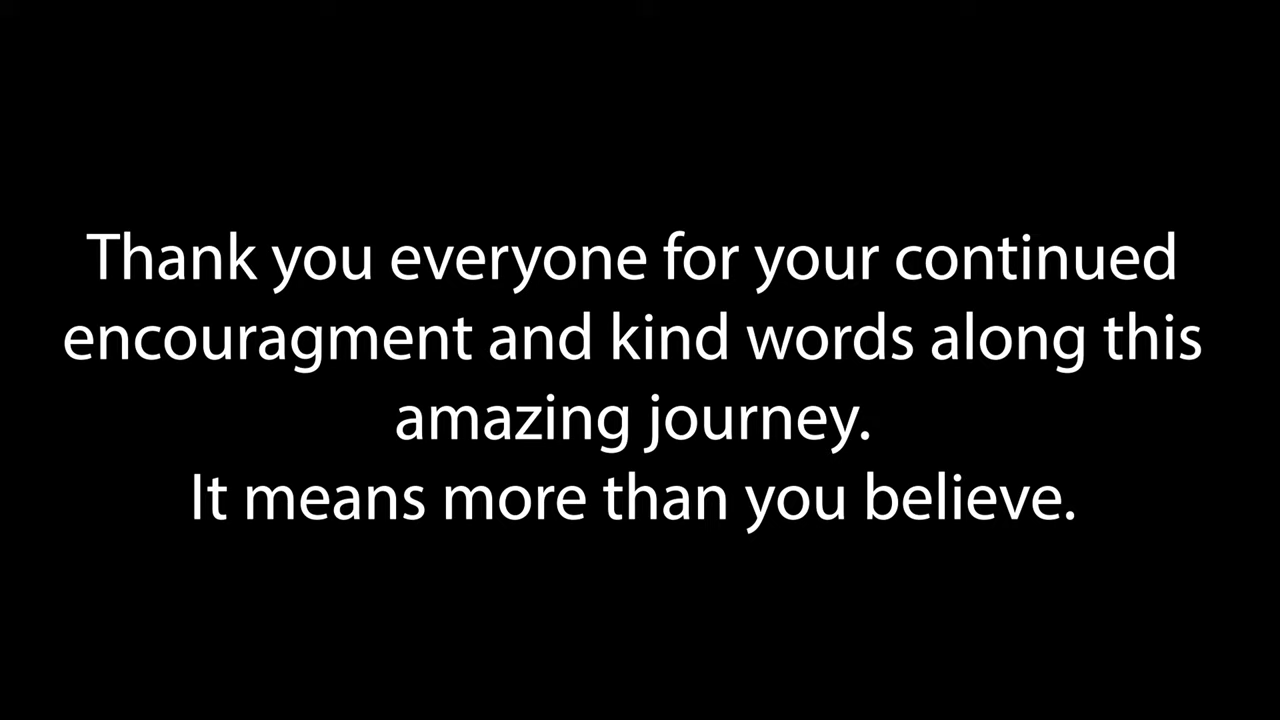 Thank you everyone for your continued
encouragment and kind words along this
amazing journey.
It means more than you believe.